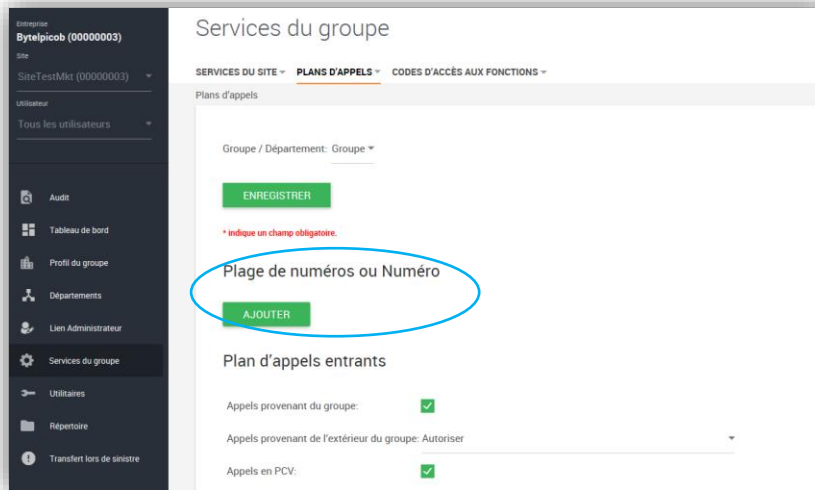 Entreprise
Bytelpicob (00000003)
Site
SiteTestMkt (00000003)
Utilisateur
Tous les utilisateurs
Audit
Tableau de bord
Profil du groupe
Départements
Lien Administrateur
Services du groupe
Utilitaires
Répertoire
Transfert lors de sinistre
Services du groupe
SERVICES DU SITE PLANS D'APPELS CODES D'ACCÈS AUX FONCTIONS
Plans d'appels
Groupe / Département: Groupe
ENREGISTRER
* indique un champ obligatoire.
Plage de numéros ou Numéro
AJOUTER
Plan d'appels entrants
Appels provenant du groupe:
Appels provenant de l'extérieur du groupe: Autoriser
Appels en PCV: